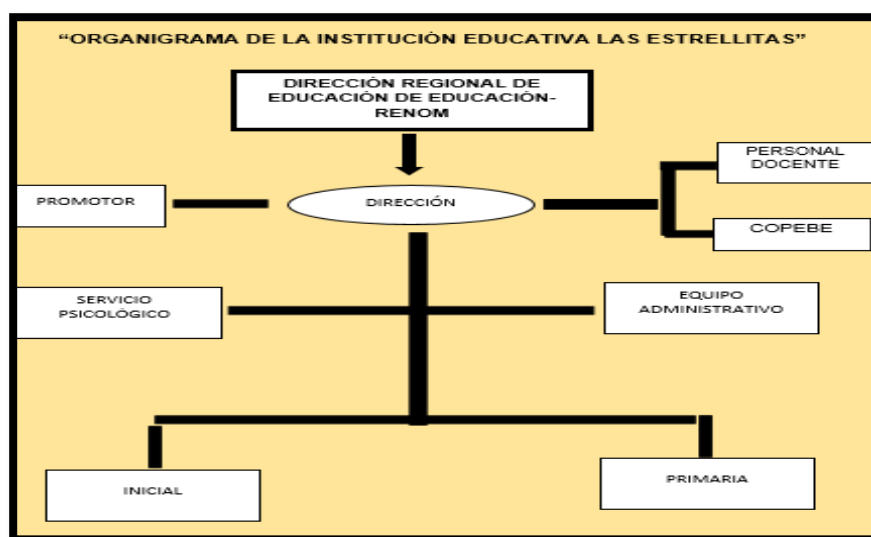 “ORGANIGRAMA DE LA INSTITUCIÓN EDUCATIVA LAS ESTRELLITAS”
DIRECCIÓN REGIONAL DE
EDUCACIÓN DE EDUCACIÓN-
RENOM
PERSONAL
DOCENTE
PROMOTOR
DIRECCIÓN
COPEBE
SERVICIO
PSICOLÓGICO
EQUIPO
ADMINISTRATIVO
INICIAL
PRIMARIA